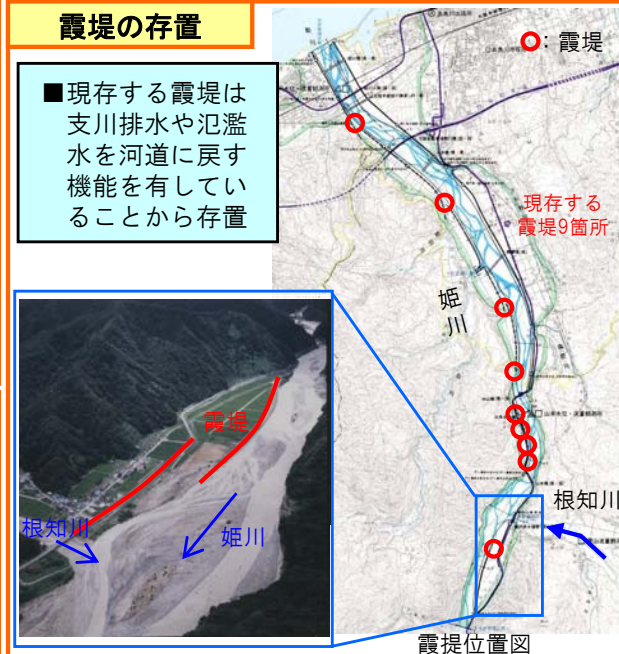 霞堤の存置
■現存する霞堤は
支川排水や氾濫
水を河道に戻す
機能を有してい
ることから存置
○：霞堤
現存する
霞堤9箇所
姫川
根知川
霞堤
根知川
姫川
霞提位置図